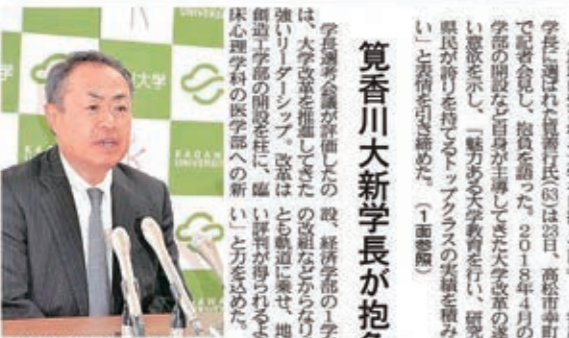 学長に選ばれた筧善行氏(63)は23日、高松市幸町
で記者会見し、抱負を語った。2018年4月の
学部の開設など自身が主導してきた大学改革の遂
い意欲を示し、「魅力ある大学教育を行い、研究
県民が誇りを持てるトップクラスの実績を積み
い」と表情を引き締めた。(1面参照)
筧香川大新学長が抱負
学長選考会議が評価したの
は、大学改革を推進してきた
強いリーダーシップ。改革は
創造工学部の開設を柱に、臨
床心理学科の医学部への新
設、経済学部の1学
の改組などからなり
とも軌道に乗せ、地
い評判が得られるよ
い」と力を込めた。
大学
KAGAWA
UNIVERSITY